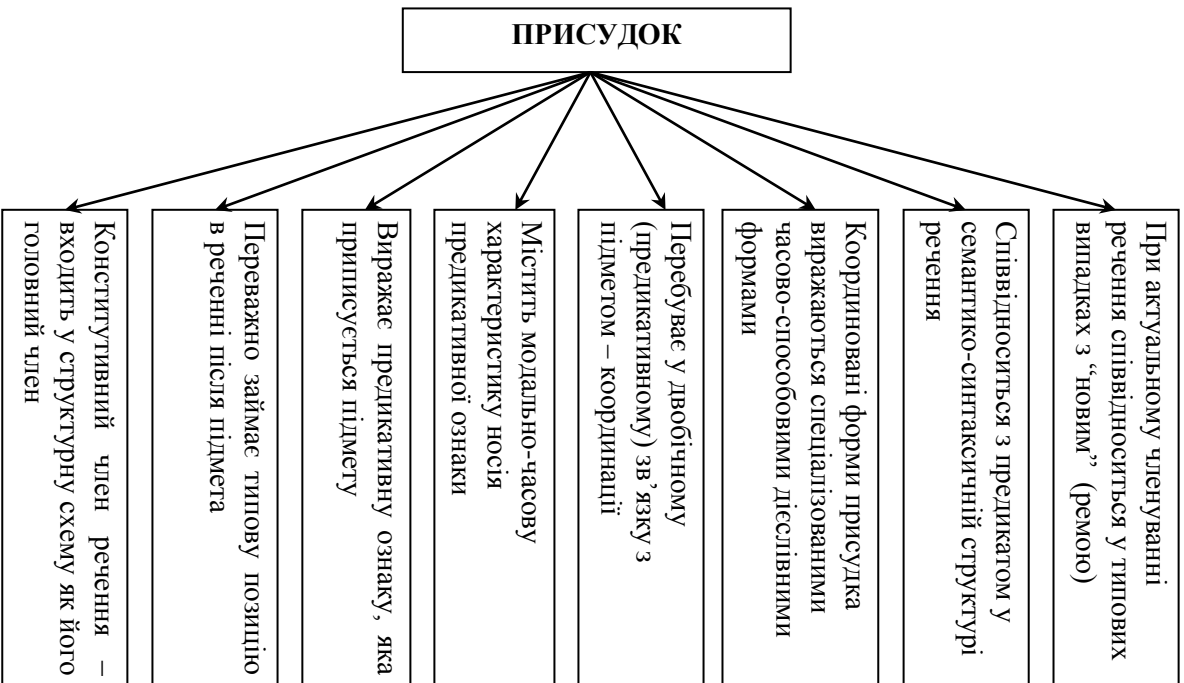 ПРИСУДОК
Конститутивний член речення –
входить у структурну схему як його
головний член
Переважно займає типову позицію
в реченні після підмета
Виражає предикативну ознаку, яка
приписується підмету
Містить модально-часову
характеристику носія
предикативної ознаки
Перебуває у двобічному
(предикативному) зв’язку з
підметом – координації
Координовані форми присудка
виражаються спеціалізованими
часово-способовими дієслівними
формами
Співвідноситься з предикатом у
семантико-синтаксичній структурі
речення
При актуальному членуванні
речення співвідноситься у типових
випадках з “новим” (ремою)